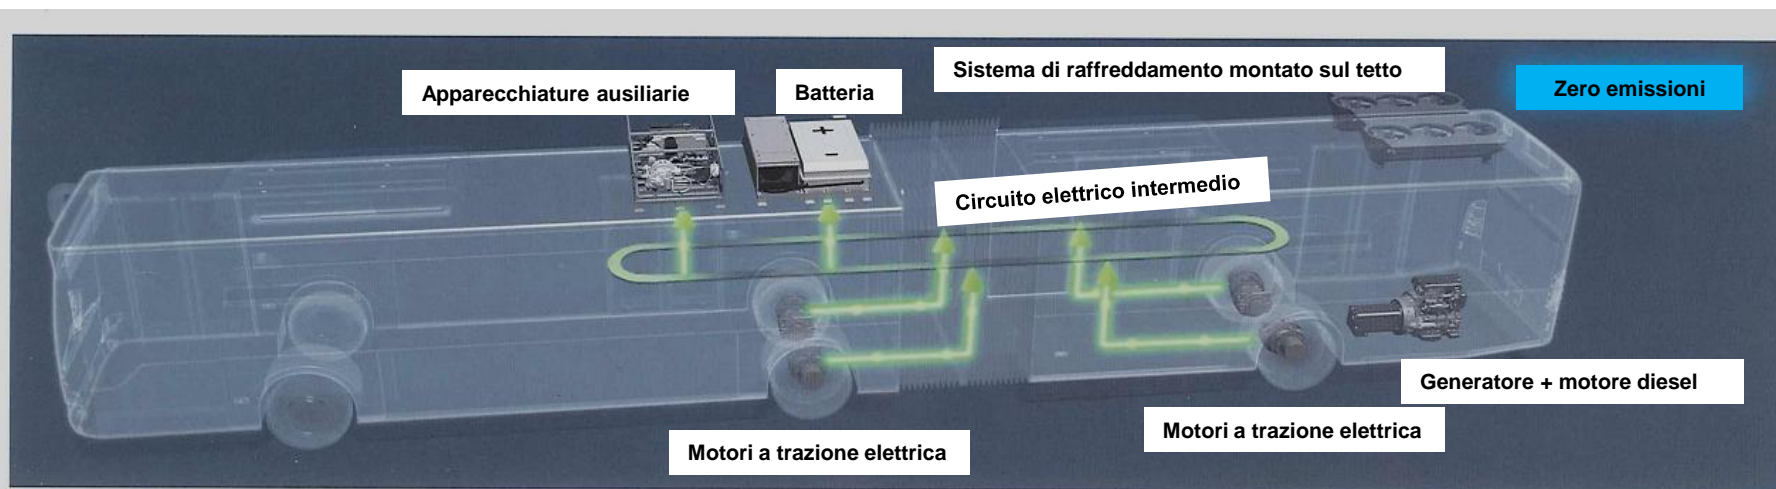 Sistema di raffreddamento montato sul tetto
Zero emissioni
Apparecchiature ausiliarie
Batteria
+
-
Circuito elettrico intermedio
Generatore + motore diesel
Motori a trazione elettrica
Motori a trazione elettrica